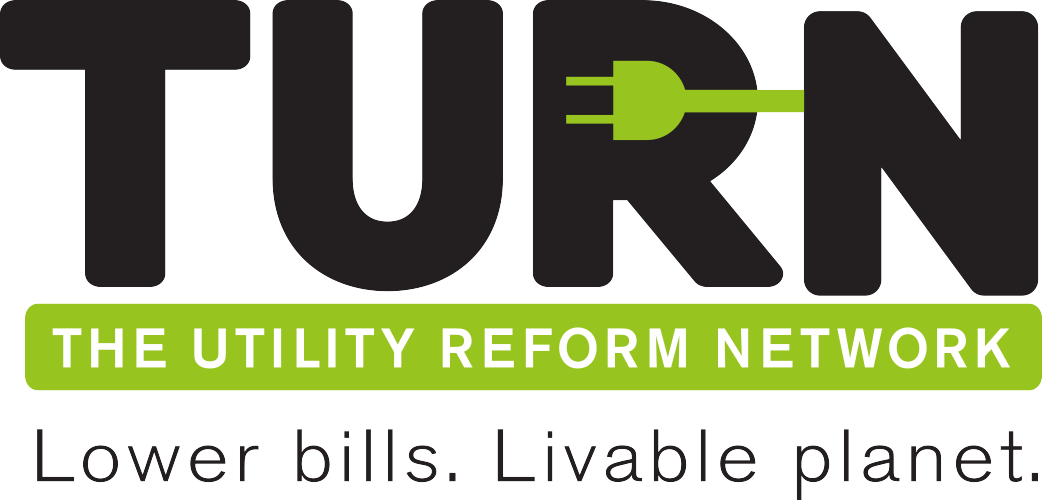 TURN
THE UTILITY REFORM NETWORK
Lower bills. Livable planet.